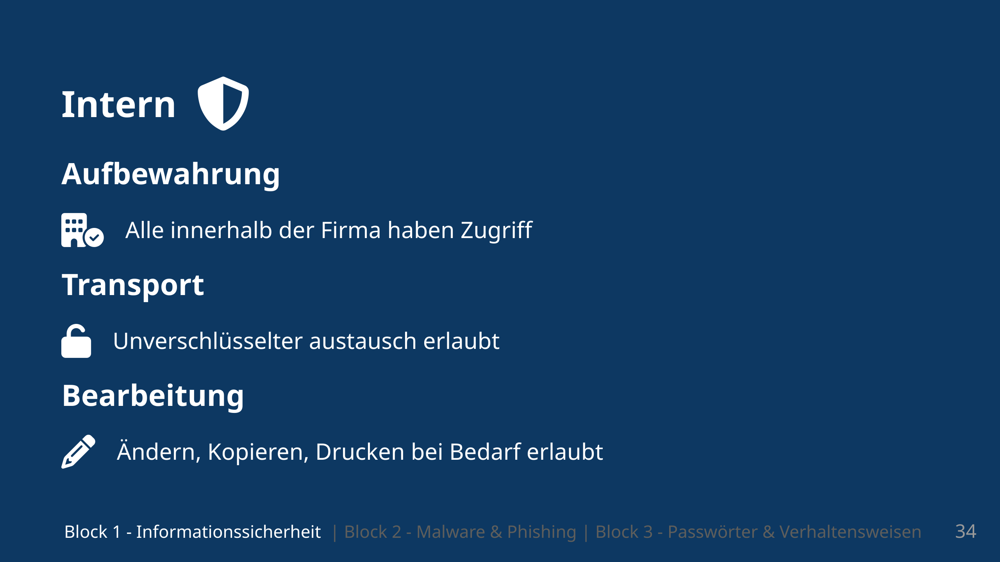 Intern
Aufbewahrung
Alle innerhalb der Firma haben Zugriff
Transport
Unverschlüsselter austausch erlaubt
Bearbeitung
Ändern, Kopieren, Drucken bei Bedarf erlaubt
Block 1 - Informationssicherheit | Block 2 - Malware & Phishing | Block 3 - Passwörter & Verhaltensweisen 34